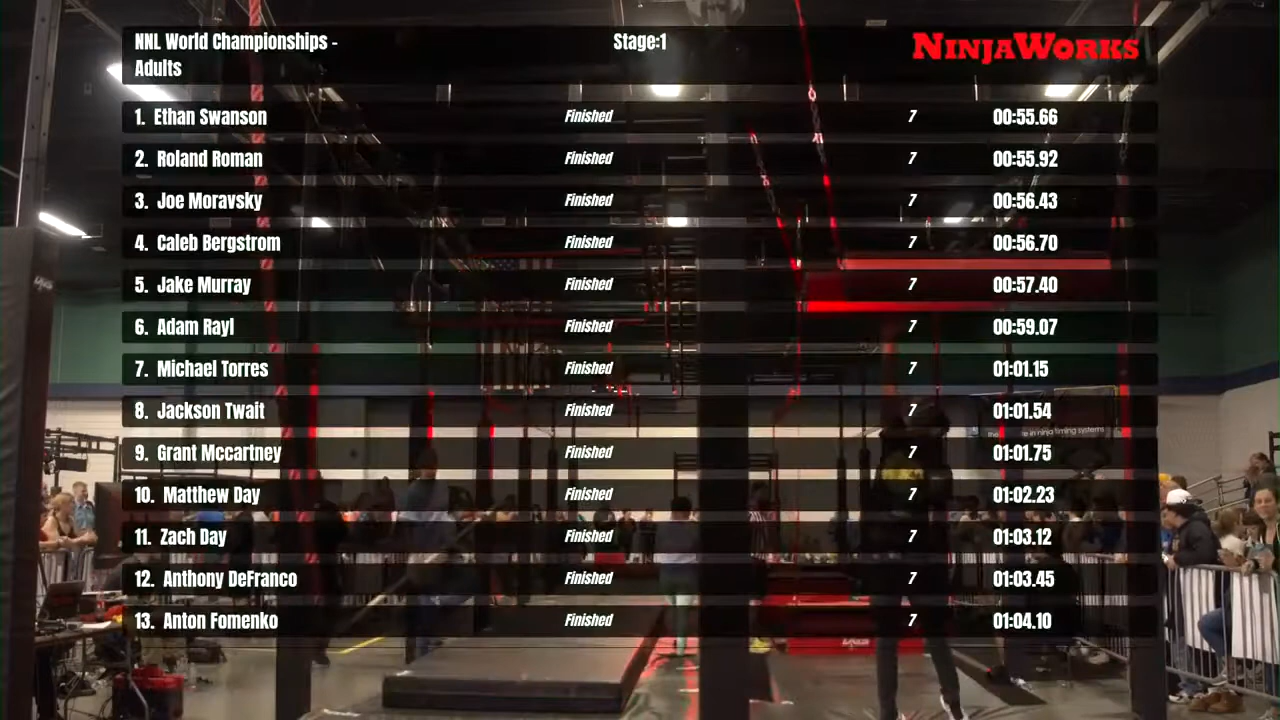 NNL World Championships -
Adults
Stage:1
NINJAWORKS
1. Ethan Swanson Finished 7 00:55.66
2. Roland Roman Finished 7 00:55.92
3. Joe Moravsky Finished 7 00:56.43
4. Caleb Bergstrom Finished 7 00:56.70
5. Jake Murray Finished 7 00:57.40
6. Adam Rayl Finished 7 00:59.07
7. Michael Torres Finished 7 01:01.15
8. Jackson Twait Finished 7 01:01.54
9. Grant Mccartney Finished 7 01:01.75
10. Matthew Day Finished 7 01:02.23
11. Zach Day Finished 7 01:03.12
12. Anthony DeFranco Finished 7 01:03.45
13. Anton Fomenko Finished 7 01:04.10
the in ninja timing systems